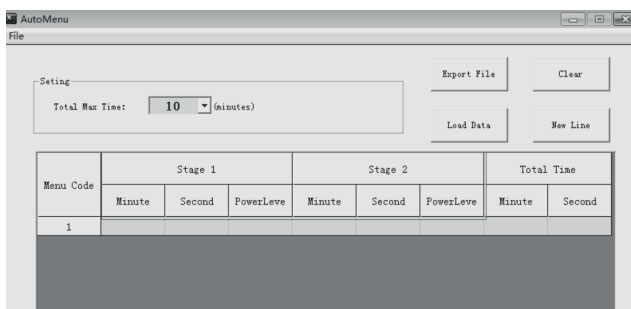 AutoMenu
File
Seting
Total Max Time: 10 (minutes)
Export File
Clear
Load Data
New Line
Menu Code
Stage 1
Stage 2
Total Time
Minute Second PowerLeve Minute Second PowerLeve Minute Second
1